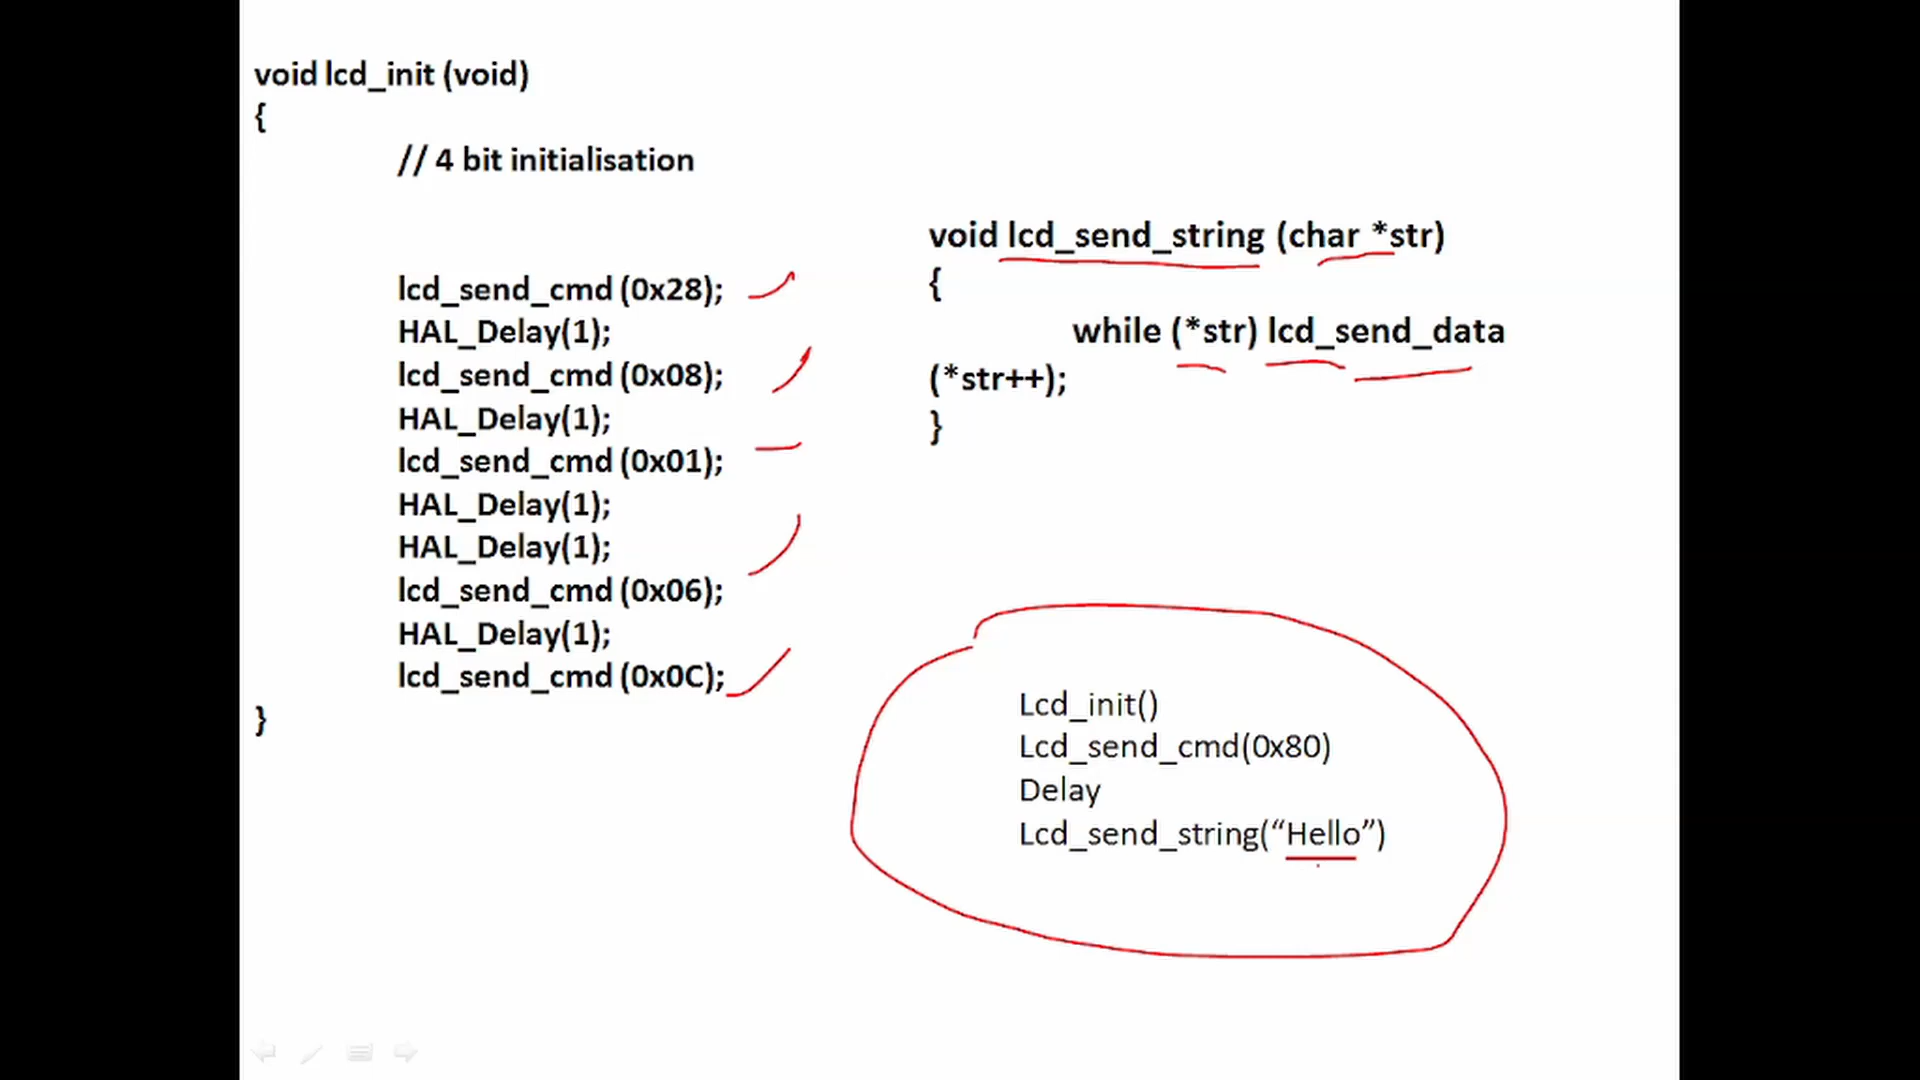 void lcd_init (void)
{
// 4 bit initialisation
lcd_send_cmd (0x28);
HAL_Delay(1);
lcd_send_cmd (0x08);
HAL_Delay(1);
lcd_send_cmd (0x01);
HAL_Delay(1);
HAL_Delay(1);
lcd_send_cmd (0x06);
HAL_Delay(1);
lcd_send_cmd (0x0C);
}
void lcd_send_string (char *str)
{
while (*str) lcd_send_data
(*str++);
}
Lcd_init()
Lcd_send_cmd(0x80)
Delay
Lcd_send_string(“Hello”)